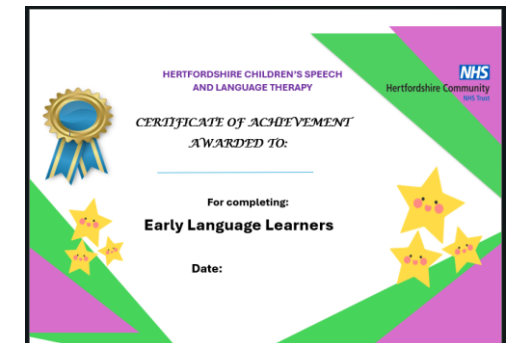 HERTFORDSHIRE CHILDREN'S SPEECH
AND LANGUAGE THERAPY
NHS
Hertfordshire Community
NHS Trust
CERTIFICATE OF ACHIEVEMENT
AWARDED TO:
For completing:
Early Language Learners
Date: